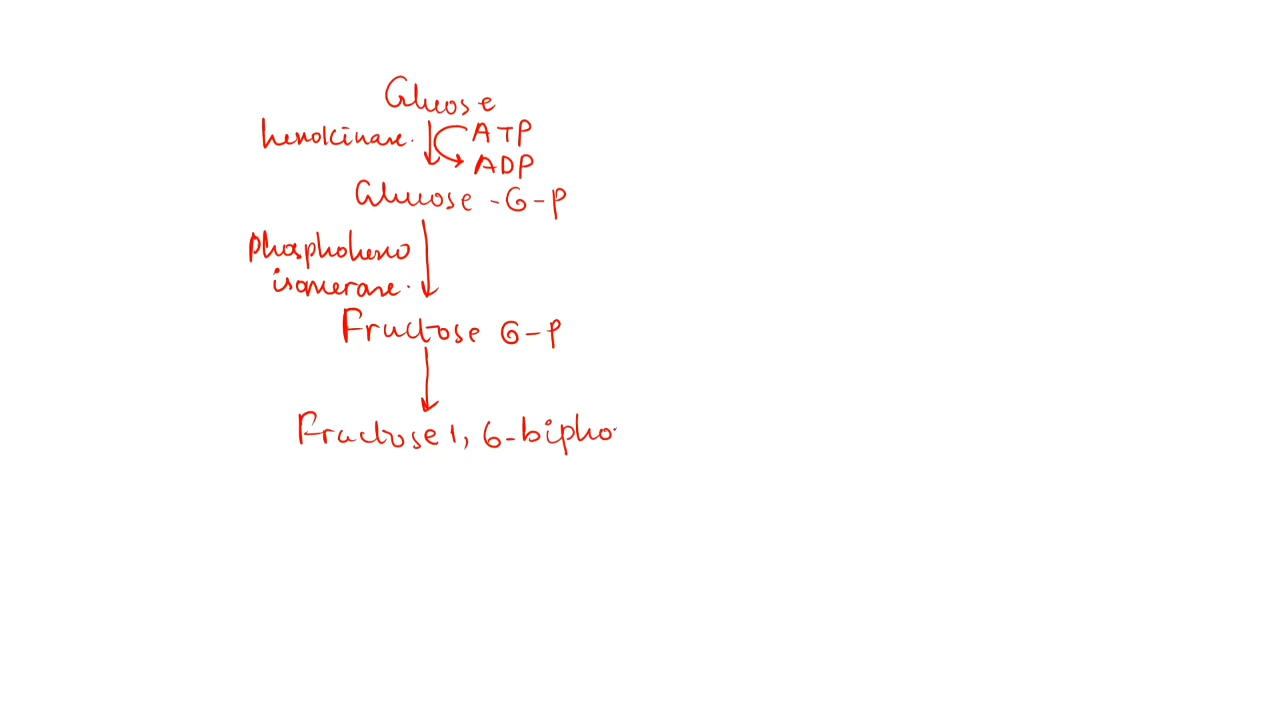 Glucose
hexokinase.
ATP
ADP
Glucose -6-P
Phosphohexo
isomerase.
Fructose 6-P
Fructose 1, 6-bipho